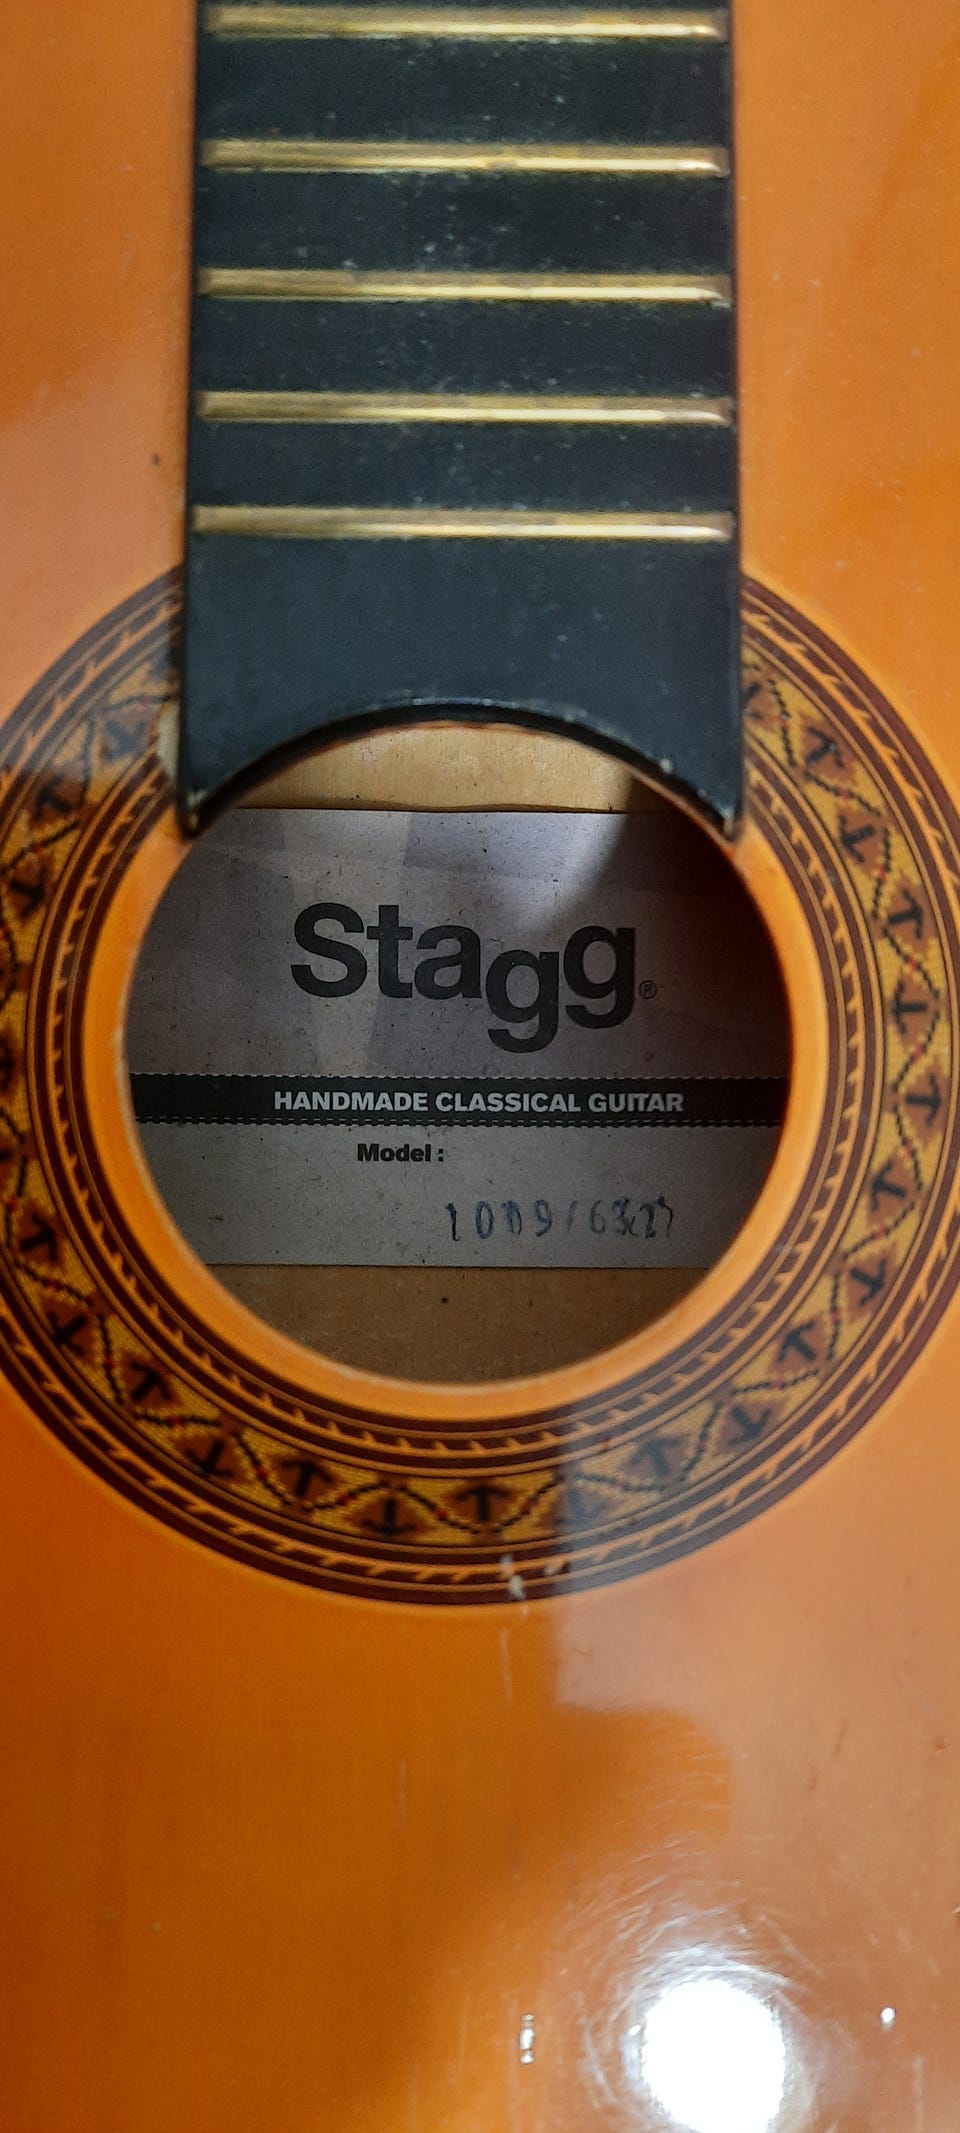 Stagg®
HANDMADE CLASSICAL GUITAR
Model :